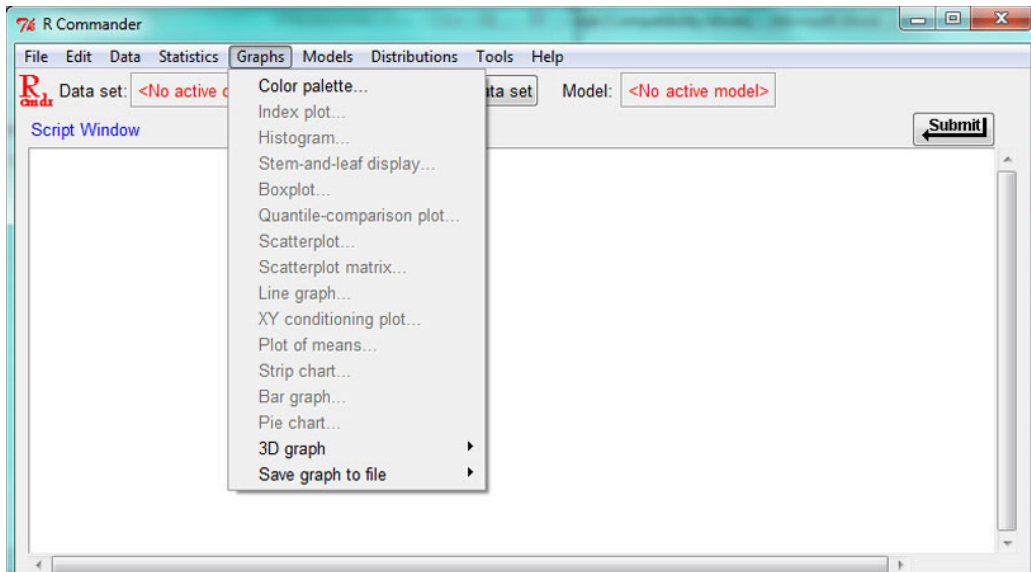 R Commander
File Edit Data Statistics Graphs Models Distributions Tools Help
R cmdr Data set: <No active ta set Model: <No active model>
Script Window
Submit
Color palette...
Index plot...
Histogram...
Stem-and-leaf display...
Boxplot...
Quantile-comparison plot...
Scatterplot...
Scatterplot matrix...
Line graph...
XY conditioning plot...
Plot of means...
Strip chart...
Bar graph...
Pie chart...
3D graph
Save graph to file